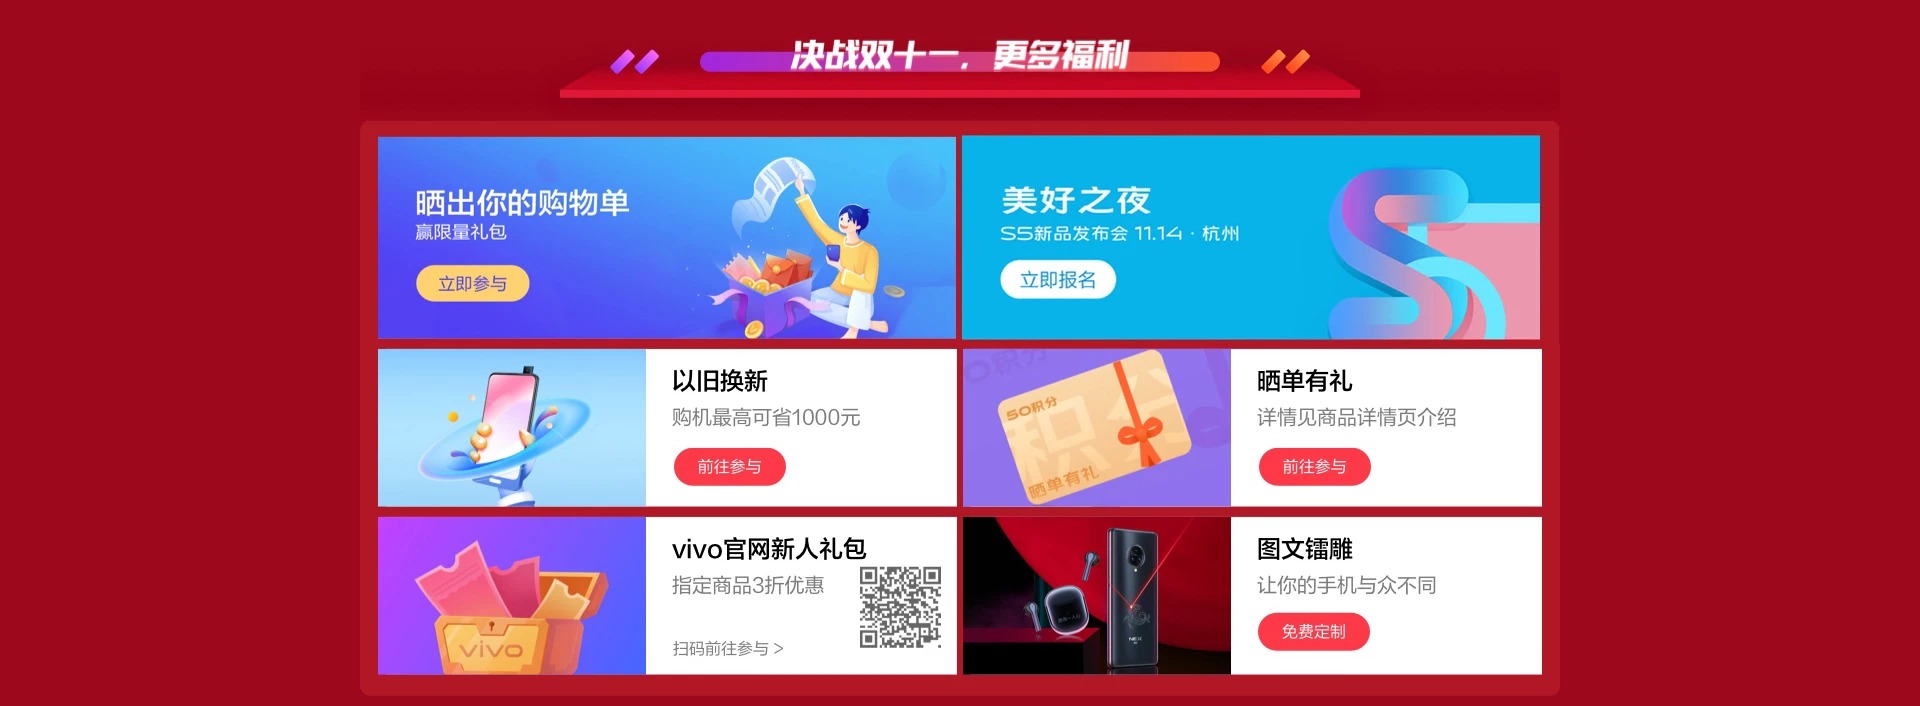 决战双十一，更多福利
晒出你的购物单
赢限量礼包
立即参与
美好之夜
S5新品发布会 11.14 · 杭州
立即报名
以旧换新
购机最高可省1000元
前往参与
50积分
积分
50积分
晒单有礼
晒单有礼
详情见商品详情页介绍
前往参与
vivo
vivo官网新人礼包
指定商品3折优惠
扫码前往参与 >
NEX
图文镭雕
让你的手机与众不同
免费定制